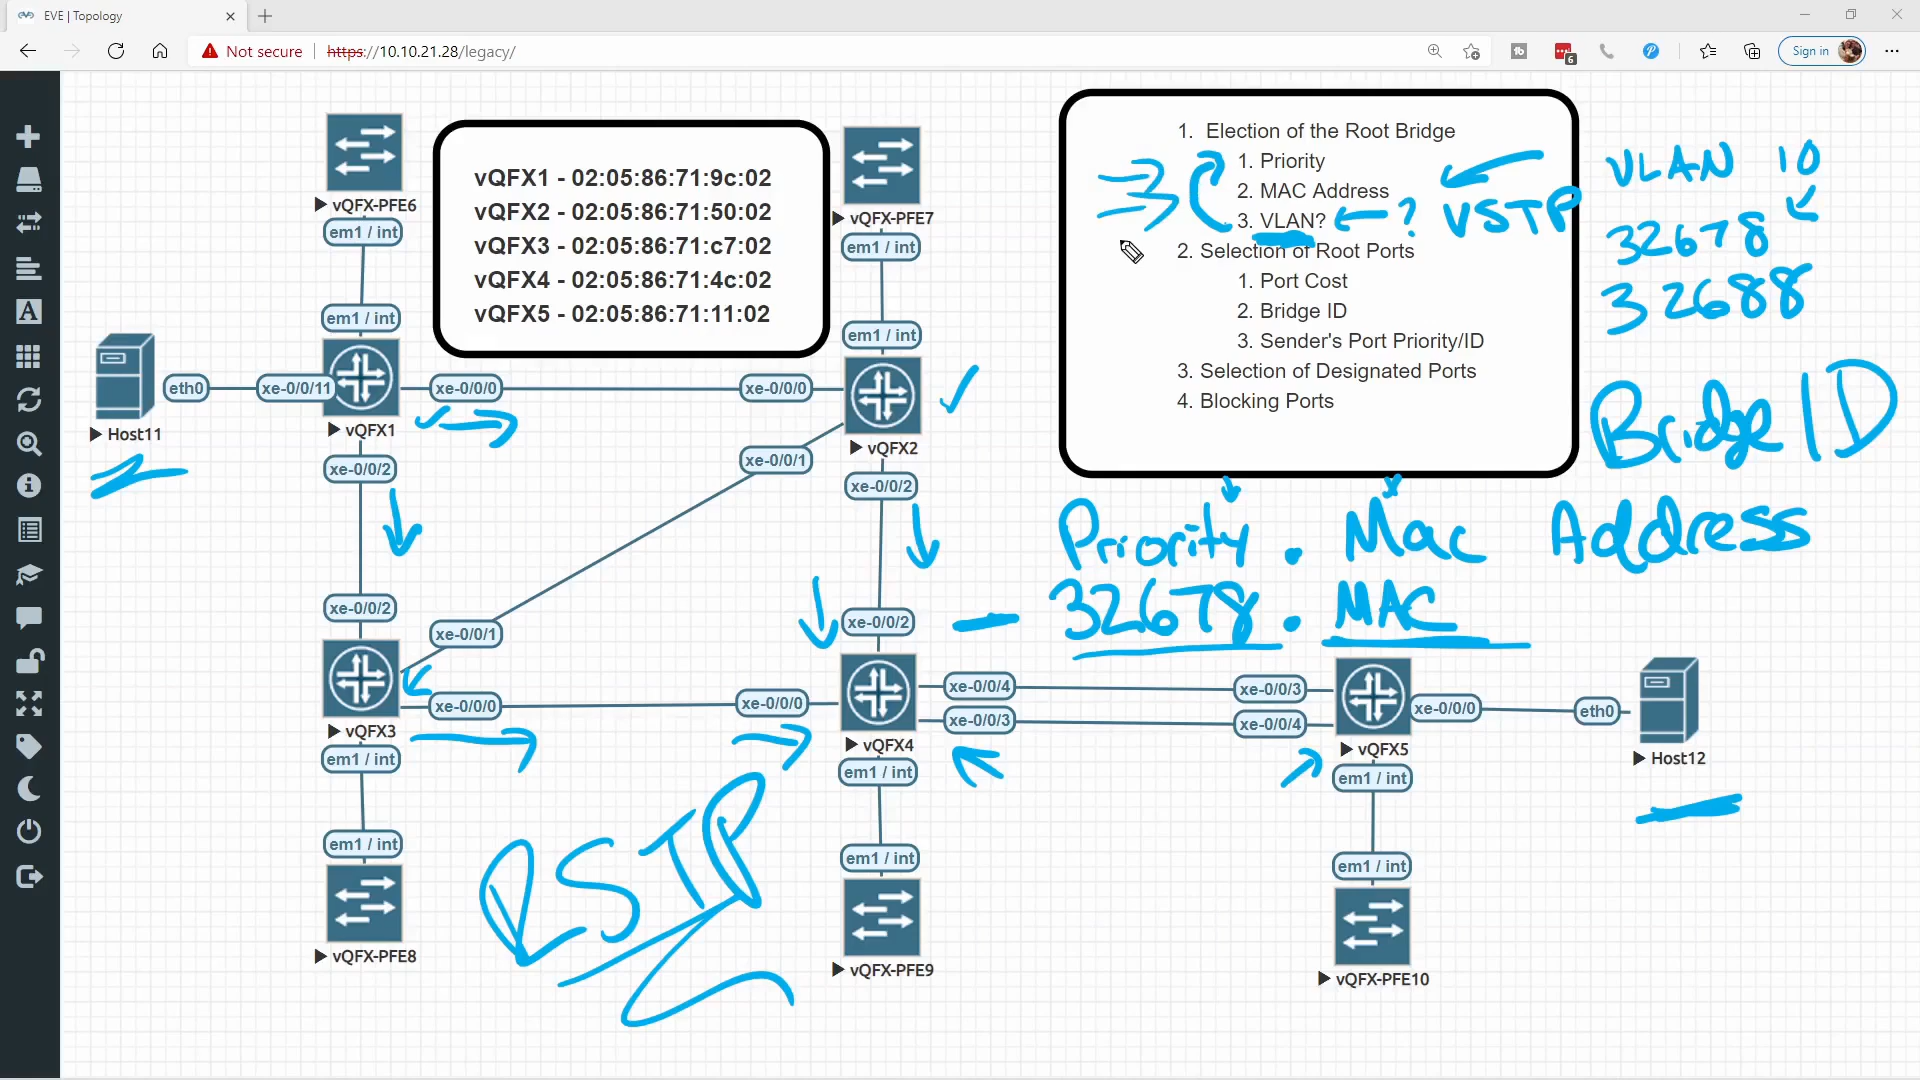 EVE | Topology
Not secure
https://10.10.21.28/legacy/
6
Sign in
vQFX-PFE6
em1 / int
em1 / int
vQFX1 - 02:05:86:71:9c:02
vQFX2 - 02:05:86:71:50:02
vQFX3 - 02:05:86:71:c7:02
vQFX4 - 02:05:86:71:4c:02
vQFX5 - 02:05:86:71:11:02
vQFX-PFE7
em1 / int
em1 / int
1. Election of the Root Bridge
1. Priority
2. MAC Address
3. VLAN?
2. Selection of Root Ports
1. Port Cost
2. Bridge ID
3. Sender's Port Priority/ID
3. Selection of Designated Ports
4. Blocking Ports
? VSTP
VLAN 10
32678
32688
Bridge ID
Priority . Mac Address
32678 . MAC
Host11
eth0
xe-0/0/11
vQFX1
xe-0/0/0
xe-0/0/0
vQFX2
xe-0/0/2
xe-0/0/1
xe-0/0/2
xe-0/0/2
xe-0/0/1
xe-0/0/2
vQFX3
xe-0/0/0
xe-0/0/0
vQFX4
xe-0/0/4
xe-0/0/3
xe-0/0/3
xe-0/0/4
vQFX5
xe-0/0/0
eth0
Host12
em1 / int
em1 / int
em1 / int
RSTP
em1 / int
em1 / int
em1 / int
vQFX-PFE8
vQFX-PFE9
vQFX-PFE10